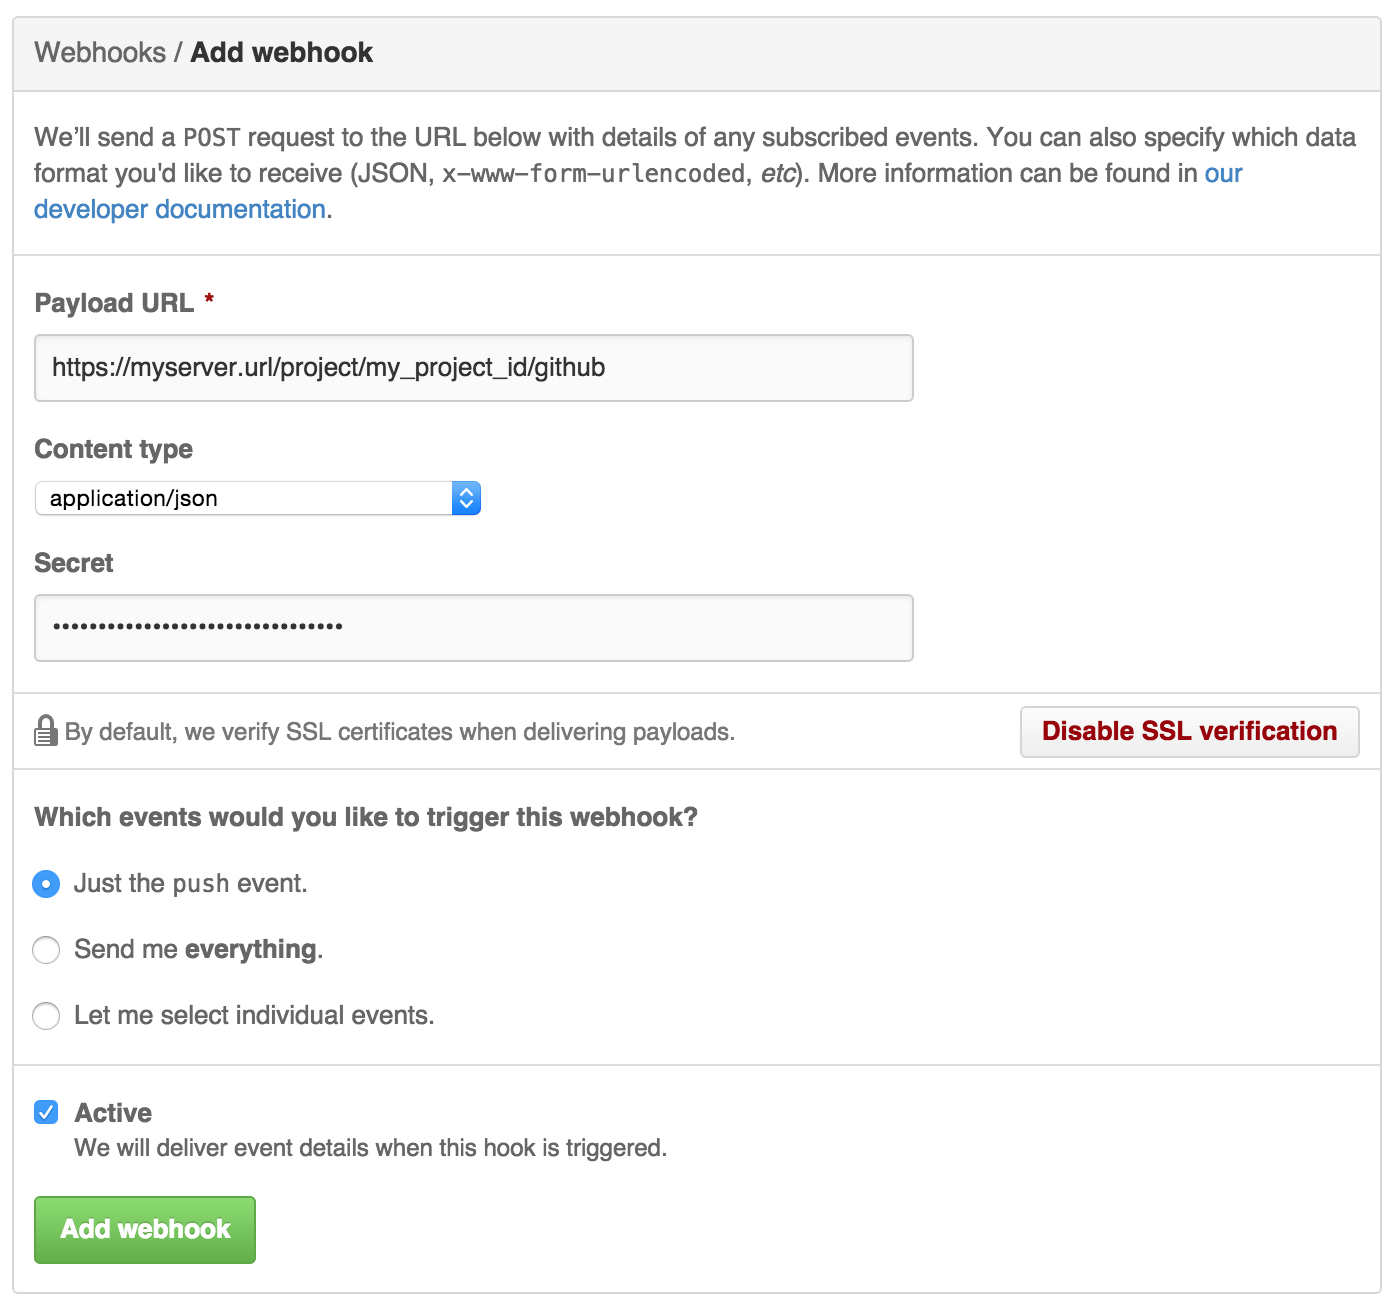 Webhooks / Add webhook
We’ll send a POST request to the URL below with details of any subscribed events. You can also specify which data
format you'd like to receive (JSON, x-www-form-urlencoded, etc). More information can be found in our
developer documentation.
Payload URL *
https://myserver.url/project/my_project_id/github
Content type
application/json
Secret
••••••••••••••••••••••••••••••••
By default, we verify SSL certificates when delivering payloads.
Disable SSL verification
Which events would you like to trigger this webhook?
Just the push event.
Send me everything.
Let me select individual events.
Active
We will deliver event details when this hook is triggered.
Add webhook